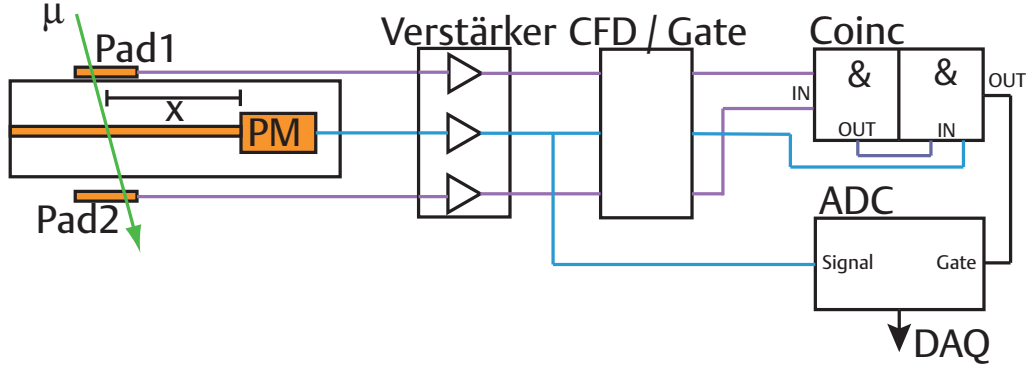 μ
Pad1
Verstärker CFD / Gate
Coinc
& &
IN
OUT
OUT IN
x
PM
Pad2
ADC
Signal Gate
DAQ